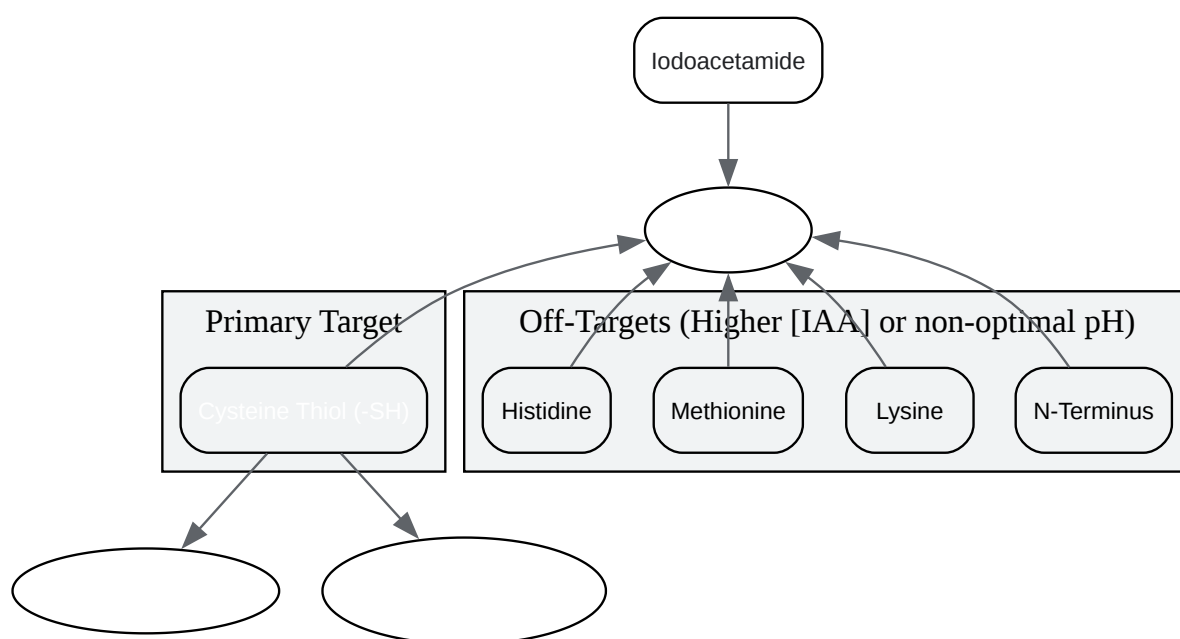 Iodoacetamide
Primary Target
Off-Targets (Higher [IAA] or non-optimal pH)
Cysteine Thiol (-SH)
Histidine
Methionine
Lysine
N-Terminus